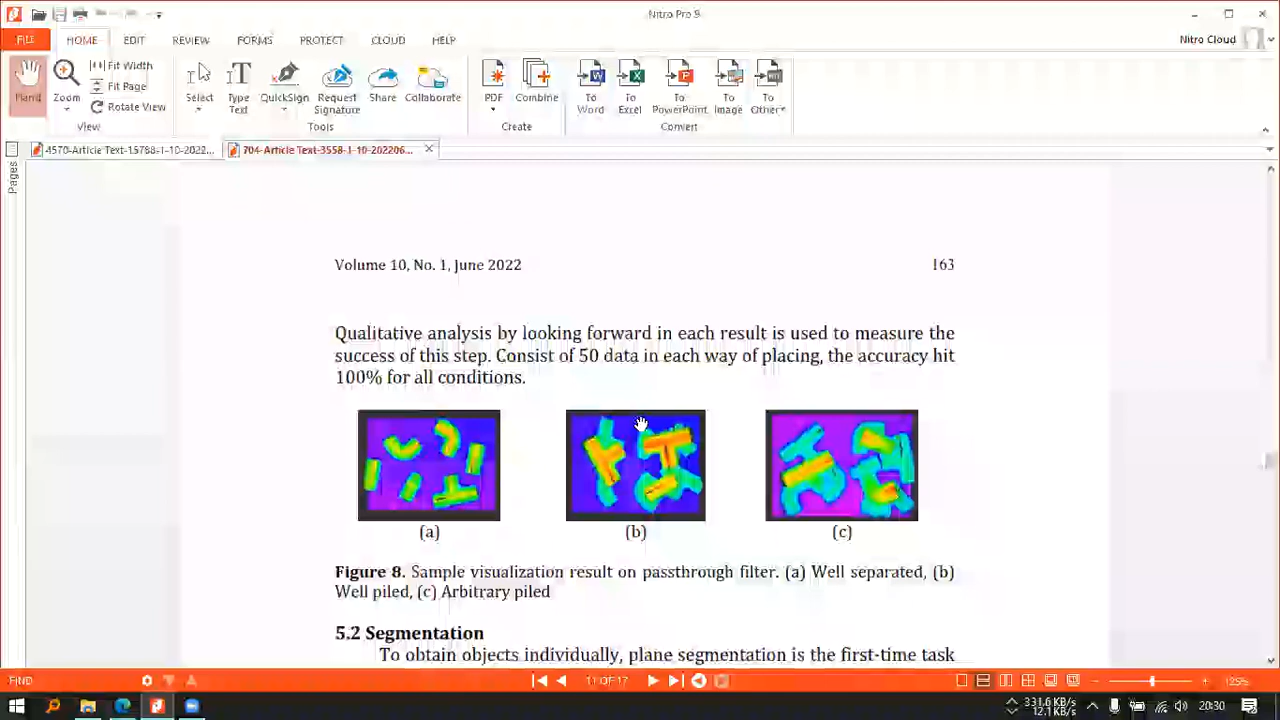 Nitro Pro 9
FILE HOME EDIT REVIEW FORMS PROTECT CLOUD HELP Nitro Cloud
Hand Zoom Fit Width Fit Page Rotate View Select Type Text QuickSign Request Signature Share Collaborate PDF Combine To Word To Excel To PowerPoint To Image To Other
View Tools Create Convert
4570-Article Text-15788-1-10-2022... 704-Article Text-3558-1-10-202206...
Pages
Volume 10, No. 1, June 2022 163
Qualitative analysis by looking forward in each result is used to measure the
success of this step. Consist of 50 data in each way of placing, the accuracy hit
100% for all conditions.
(a) (b) (c)
Figure 8. Sample visualization result on passthrough filter. (a) Well separated, (b)
Well piled, (c) Arbitrary piled
5.2 Segmentation
To obtain objects individually, plane segmentation is the first-time task
FIND 11 OF 17 125%
331.6 KB/s
12.1 KB/s
20:30